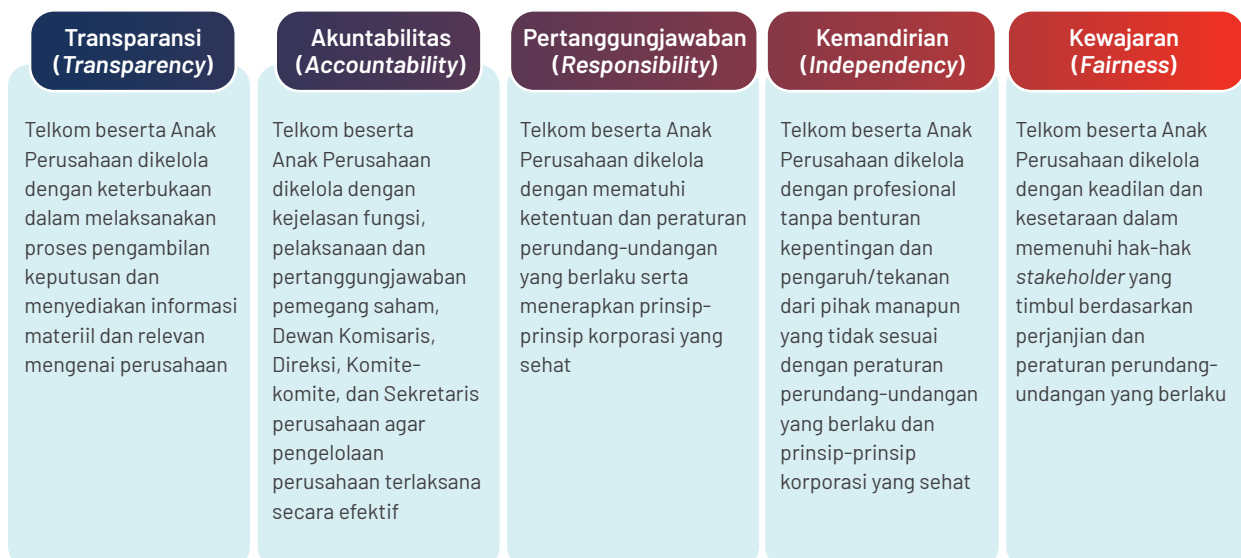 Transparansi
(Transparency)
Telkom beserta Anak
Perusahaan dikelola
dengan keterbukaan
dalam melaksanakan
proses pengambilan
keputusan dan
menyediakan informasi
materiil dan relevan
mengenai perusahaan
Akuntabilitas
(Accountability)
Telkom beserta
Anak Perusahaan
dikelola dengan
kejelasan fungsi,
pelaksanaan dan
pertanggungjawaban
pemegang saham,
Dewan Komisaris,
Direksi, Komite-
komite, dan Sekretaris
perusahaan agar
pengelolaan
perusahaan terlaksana
secara efektif
Pertanggungjawaban
(Responsibility)
Telkom beserta Anak
Perusahaan dikelola
dengan mematuhi
ketentuan dan peraturan
perundang-undangan
yang berlaku serta
menerapkan prinsip-
prinsip korporasi yang
sehat
Kemandirian
(Independency)
Telkom beserta Anak
Perusahaan dikelola
dengan profesional
tanpa benturan
kepentingan dan
pengaruh/tekanan
dari pihak manapun
yang tidak sesuai
dengan peraturan
perundang-undangan
yang berlaku dan
prinsip-prinsip
korporasi yang sehat
Kewajaran
(Fairness)
Telkom beserta Anak
Perusahaan dikelola
dengan keadilan dan
kesetaraan dalam
memenuhi hak-hak
stakeholder yang
timbul berdasarkan
perjanjian dan
peraturan perundang-
undangan yang berlaku